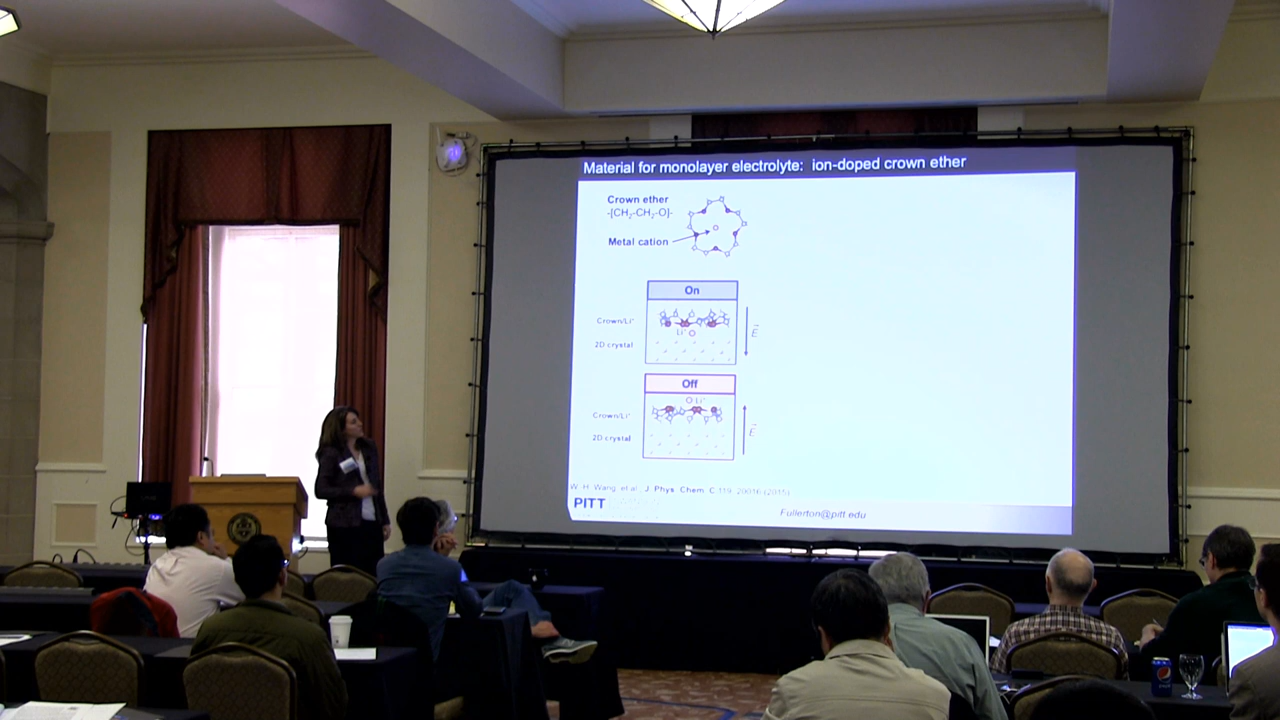 Material for monolayer electrolyte: ion-doped crown ether
Crown ether
-[CH2-CH2-O]-
Metal cation
On
Crown/Li+
Li+
2D crystal
E
Off
Li+
Crown/Li+
2D crystal
E
W. H. Wang, et al., J. Phys. Chem. C 119, 20016 (2015)
PITT
Fullerton@pitt.edu